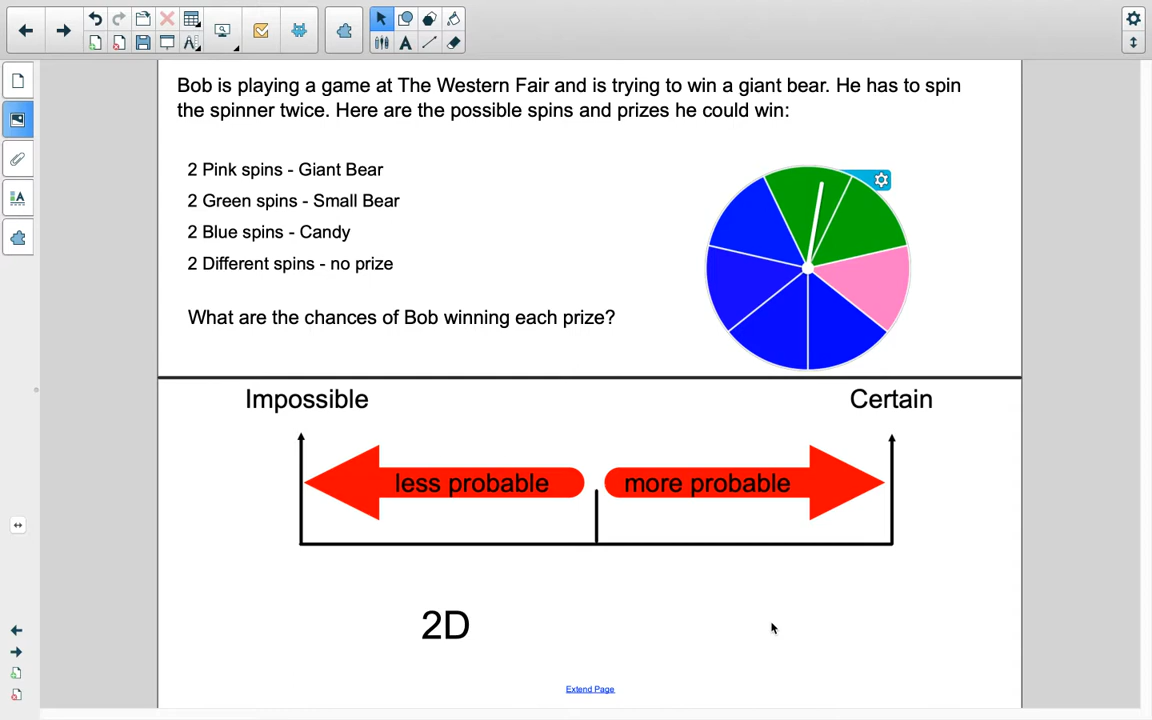 Bob is playing a game at The Western Fair and is trying to win a giant bear. He has to spin
the spinner twice. Here are the possible spins and prizes he could win:
2 Pink spins - Giant Bear
2 Green spins - Small Bear
2 Blue spins - Candy
2 Different spins - no prize
What are the chances of Bob winning each prize?
Impossible
Certain
less probable
more probable
2D
Extend Page